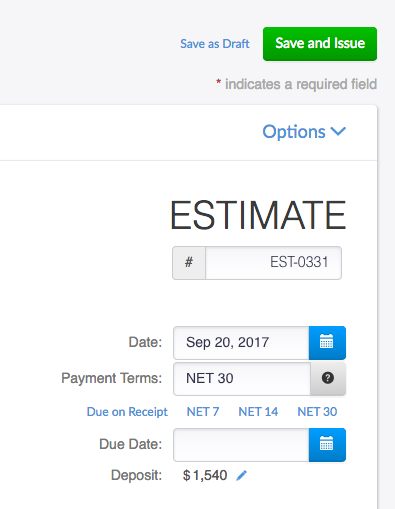 Save as Draft Save and Issue
* indicates a required field
Options
ESTIMATE
# EST-0331
Date: Sep 20, 2017
Payment Terms: NET 30 ?
Due on Receipt NET 7 NET 14 NET 30
Due Date:
Deposit: $1,540